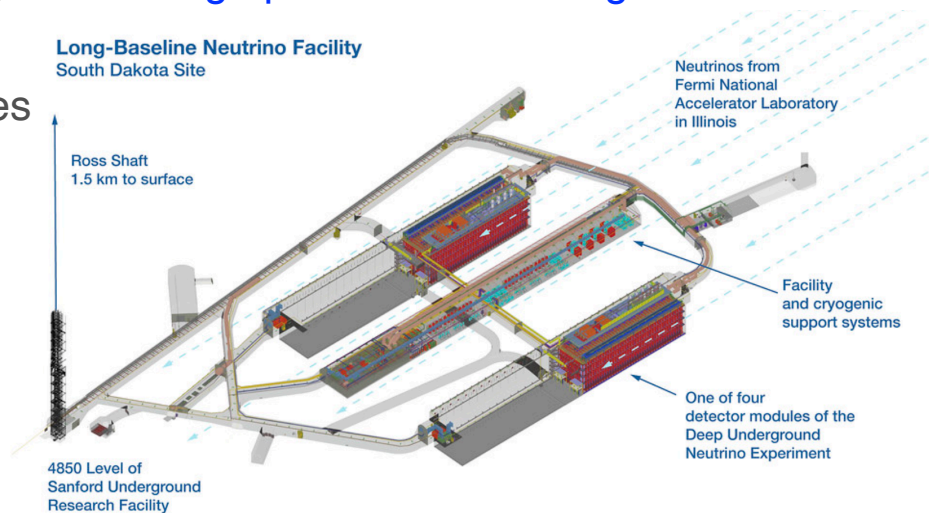 Long-Baseline Neutrino Facility
South Dakota Site
es
Ross Shaft
1.5 km to surface
Neutrinos from
Fermi National
Accelerator Laboratory
in Illinois
Facility
and cryogenic
support systems
One of four
detector modules of the
Deep Underground
Neutrino Experiment
4850 Level of
Sanford Underground
Research Facility